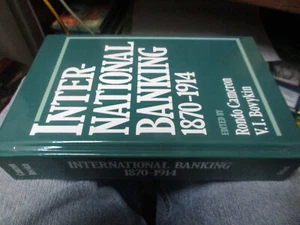 INTER-
NATIONAL
BANKING
1870-1914
EDITED BY
Rondo Cameron
V.I. Bovykin
INTERNATIONAL BANKING
1870-1914